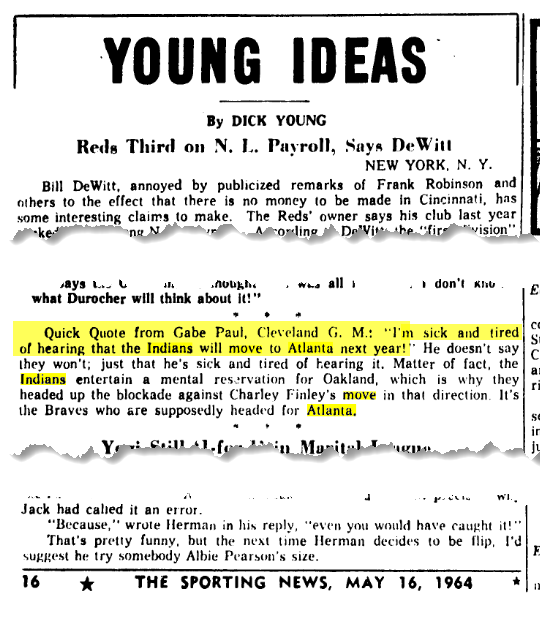 YOUNG IDEAS
By DICK YOUNG
Reds Third on N. L. Payroll, Says DeWitt
NEW YORK, N. Y.
Bill DeWitt, annoyed by publicized remarks of Frank Robinson and
others to the effect that there is no money to be made in Cincinnati, has
some interesting claims to make. The Reds' owner says his club last year
According DeWitt the
says all I don't
what Durocher will think about it!"
* * *
Quick Quote from Gabe Paul, Cleveland G. M.: "I'm sick and tired
of hearing that the Indians will move to Atlanta next year!" He doesn't say
they won't; just that he's sick and tired of hearing it. Matter of fact, the
Indians entertain a mental reservation for Oakland, which is why they
headed up the blockade against Charley Finley's move in that direction. It's
the Braves who are supposedly headed for Atlanta.
* * *
Jack had called it an error.
"Because," wrote Herman in his reply, "even you would have caught it!"
That's pretty funny, but the next time Herman decides to be flip, I'd
suggest he try somebody Albie Pearson's size.
16 ★ THE SPORTING NEWS, MAY 16, 1964 ★